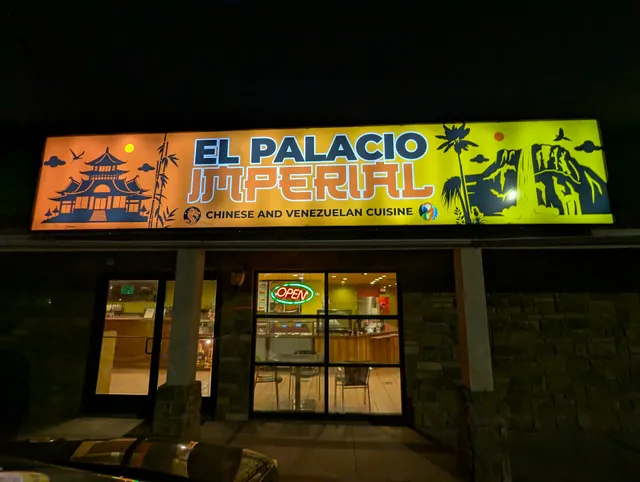 EL PALACIO
IMPERIAL
CHINESE AND VENEZUELAN CUISINE
OPEN